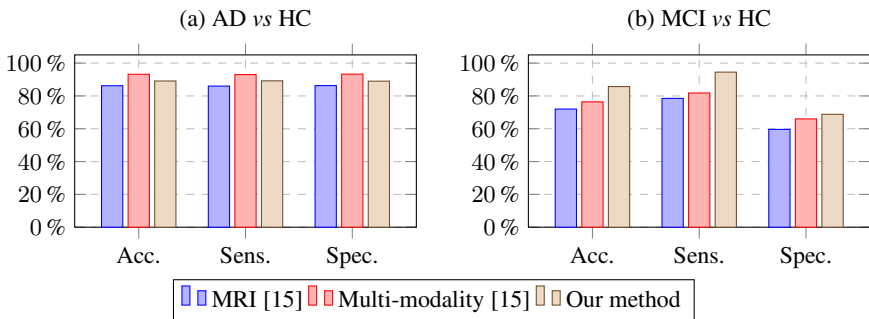 (a) AD vs HC
100 %
80 %
60 %
40 %
20 %
0 %
Acc. Sens. Spec.
(b) MCI vs HC
100 %
80 %
60 %
40 %
20 %
0 %
Acc. Sens. Spec.
MRI [15] Multi-modality [15] Our method